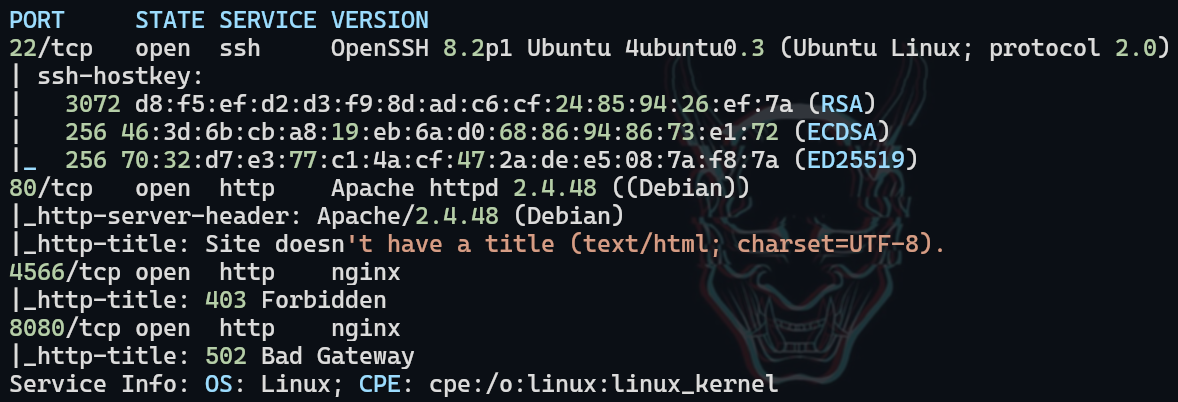 PORT     STATE SERVICE VERSION
22/tcp   open  ssh     OpenSSH 8.2p1 Ubuntu 4ubuntu0.3 (Ubuntu Linux; protocol 2.0)
| ssh-hostkey:
|   3072 d8:f5:ef:d2:d3:f9:8d:ad:c6:cf:24:85:94:26:ef:7a (RSA)
|   256 46:3d:6b:cb:a8:19:eb:6a:d0:68:86:94:86:73:e1:72 (ECDSA)
|_  256 70:32:d7:e3:77:c1:4a:cf:47:2a:de:e5:08:7a:f8:7a (ED25519)
80/tcp   open  http    Apache httpd 2.4.48 ((Debian))
|_http-server-header: Apache/2.4.48 (Debian)
|_http-title: Site doesn't have a title (text/html; charset=UTF-8).
4566/tcp open  http    nginx
|_http-title: 403 Forbidden
8080/tcp open  http    nginx
|_http-title: 502 Bad Gateway
Service Info: OS: Linux; CPE: cpe:/o:linux:linux_kernel